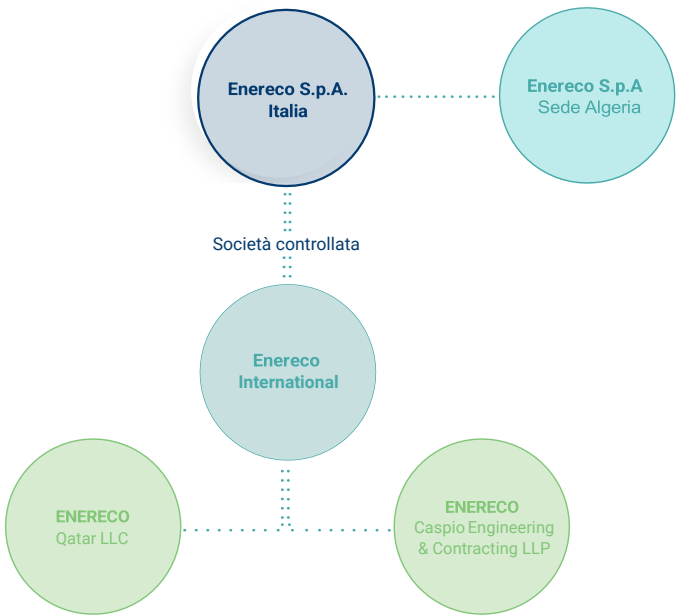 Enereco S.p.A.
Italia
Enereco S.p.A
Sede Algeria
Società controllata
Enereco
International
ENERECO
Qatar LLC
ENERECO
Caspio Engineering
& Contracting LLP